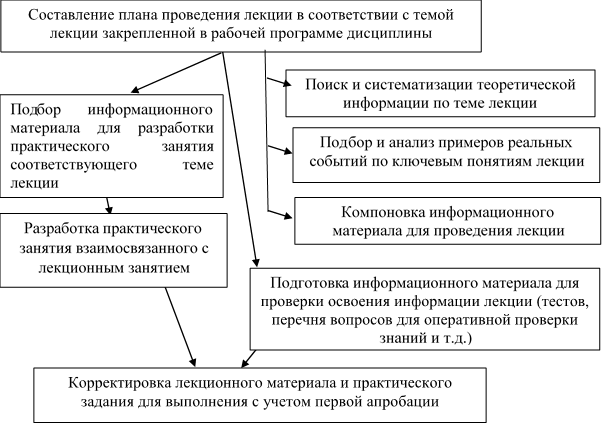 Составление плана проведения лекции в соответствии с темой
лекции закрепленной в рабочей программе дисциплины
Поиск и систематизации теоретической
информации по теме лекции
Подбор информационного
материала для разработки
практического занятия
соответствующего теме
лекции
Подбор и анализ примеров реальных
событий по ключевым понятиям лекции
Компоновка информационного
материала для проведения лекции
Разработка практического
занятия взаимосвязанного с
лекционным занятием
Подготовка информационного материала для
проверки освоения информации лекции (тестов,
перечня вопросов для оперативной проверки
знаний и т.д.)
Корректировка лекционного материала и практического
задания для выполнения с учетом первой апробации